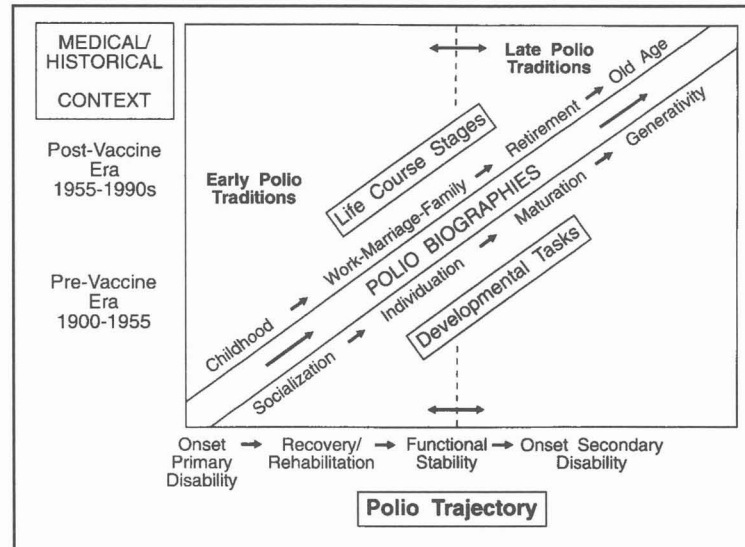 MEDICAL/
HISTORICAL
CONTEXT
Post-Vaccine
Era
1955-1990s
Pre-Vaccine
Era
1900-1955
Early Polio
Traditions
Late Polio
Traditions
Life Course Stages
Childhood → Work-Marriage-Family → Retirement → Old Age
POLIO BIOGRAPHIES
Socialization → Individuation → Maturation → Generativity
Developmental Tasks
Onset
Primary
Disability
→ Recovery/
Rehabilitation
→ Functional
Stability
→ Onset Secondary
Disability
Polio Trajectory